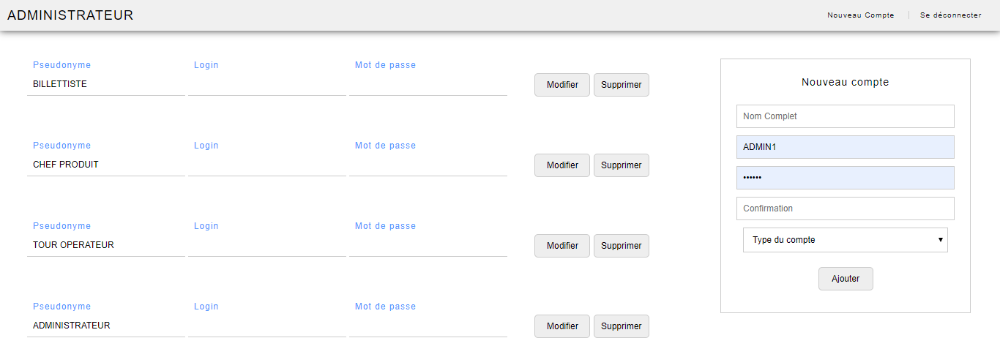 ADMINISTRATEUR
Nouveau Compte
Se déconnecter
Pseudonyme Login Mot de passe
BILLETTISTE
Modifier Supprimer
Pseudonyme Login Mot de passe
CHEF PRODUIT
Modifier Supprimer
Pseudonyme Login Mot de passe
TOUR OPERATEUR
Modifier Supprimer
Pseudonyme Login Mot de passe
ADMINISTRATEUR
Modifier Supprimer
Nouveau compte
Nom Complet
ADMIN1
••••••
Confirmation
Type du compte
Ajouter